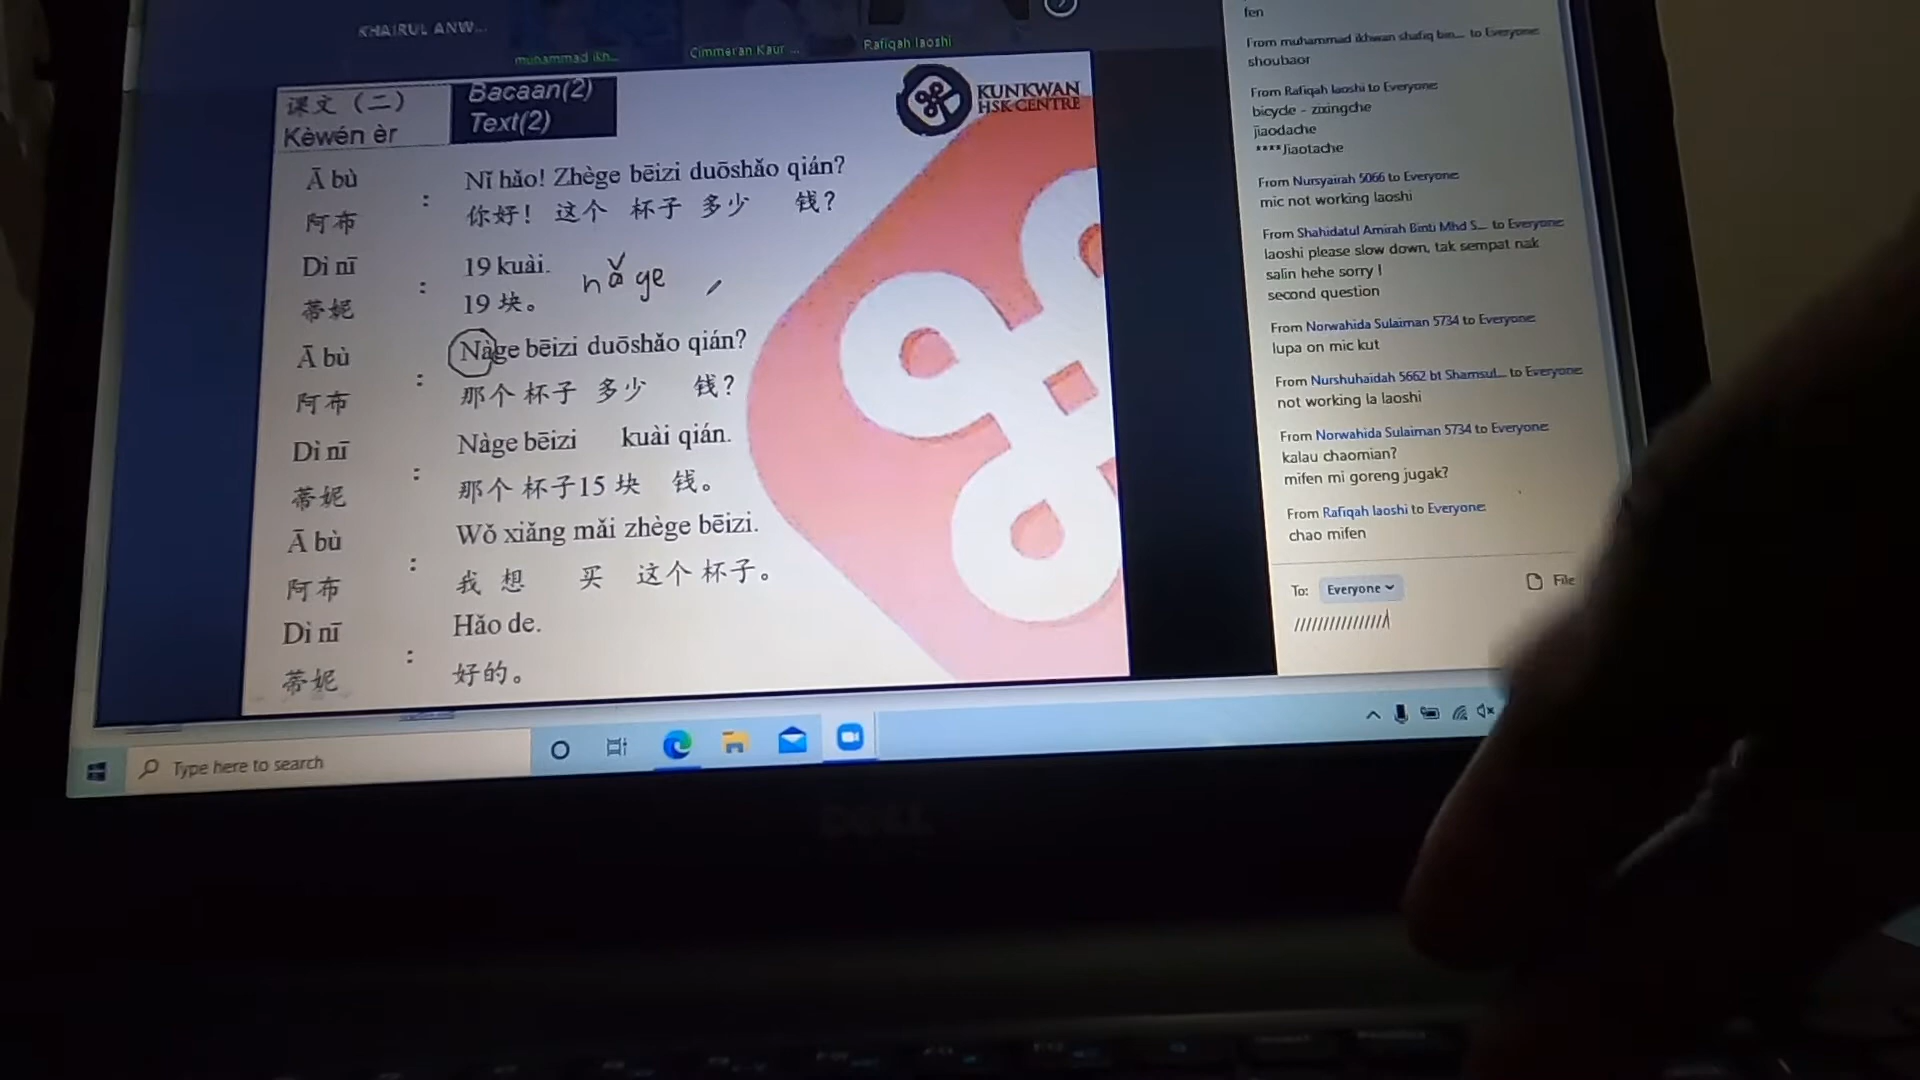 KHAIRUL ANW...
muhammad ikh...
Cimmeran Kaur ...
Rafiqah laoshi
课文（二）
Kèwén èr
Bacaan(2)
Text(2)
KUNKWAN
HSK CENTRE
Ā bù : Nǐ hǎo! Zhège bēizi duōshǎo qián?
阿布 你好！ 这个 杯子 多少 钱？
Dì nī : 19 kuài.
蒂妮 19 块。
nǎge
Ā bù : Nàge bēizi duōshǎo qián?
阿布 那个 杯子 多少 钱？
Dì nī : Nàge bēizi kuài qián.
蒂妮 那个 杯子15 块 钱。
Ā bù : Wǒ xiǎng mǎi zhège bēizi.
阿布 我 想 买 这个 杯子。
Dì nī : Hǎo de.
蒂妮 好的。
fen
From muhammad ikhwan shafiq bin... to Everyone:
shoubaor
From Rafiqah laoshi to Everyone:
bicycle - zixingche
jiaodache
****Jiaotache
From Nursyairah 5066 to Everyone:
mic not working laoshi
From Shahidatul Amirah Binti Mhd S... to Everyone:
laoshi please slow down, tak sempat nak
salin hehe sorry !
second question
From Norwahida Sulaiman 5734 to Everyone:
lupa on mic kut
From Nurshuhaidah 5662 bt Shamsul... to Everyone:
not working la laoshi
From Norwahida Sulaiman 5734 to Everyone:
kalau chaomian?
mifen mi goreng jugak?
From Rafiqah laoshi to Everyone:
chao mifen
To: Everyone File
///////////////
Type here to search
DELL